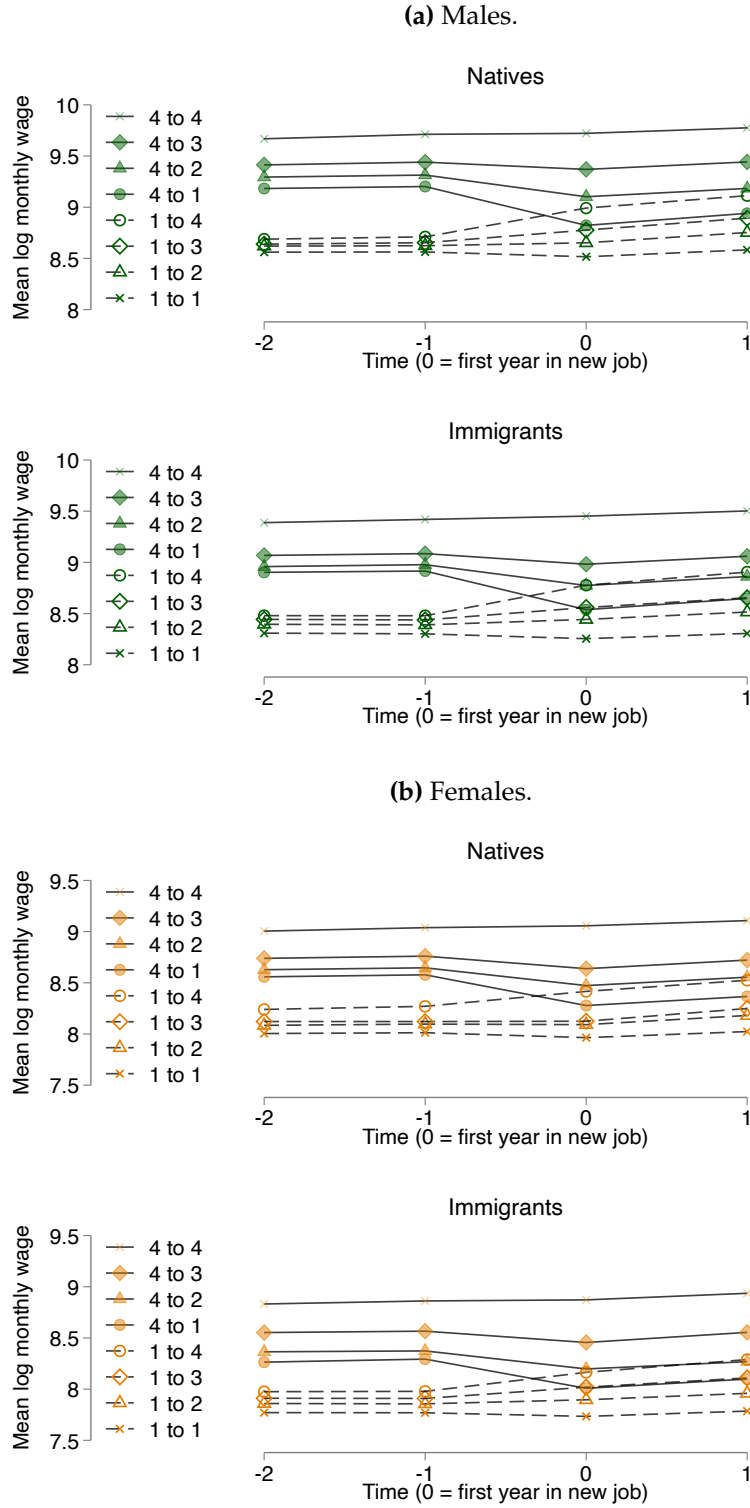 (a) Males.
Natives
Mean log monthly wage
10
9.5
9
8.5
8
4 to 4
4 to 3
4 to 2
4 to 1
1 to 4
1 to 3
1 to 2
1 to 1
-2 -1 0 1
Time (0 = first year in new job)
Immigrants
Mean log monthly wage
10
9.5
9
8.5
8
4 to 4
4 to 3
4 to 2
4 to 1
1 to 4
1 to 3
1 to 2
1 to 1
-2 -1 0 1
Time (0 = first year in new job)
(b) Females.
Natives
Mean log monthly wage
9.5
9
8.5
8
7.5
4 to 4
4 to 3
4 to 2
4 to 1
1 to 4
1 to 3
1 to 2
1 to 1
-2 -1 0 1
Time (0 = first year in new job)
Immigrants
Mean log monthly wage
9.5
9
8.5
8
7.5
4 to 4
4 to 3
4 to 2
4 to 1
1 to 4
1 to 3
1 to 2
1 to 1
-2 -1 0 1
Time (0 = first year in new job)